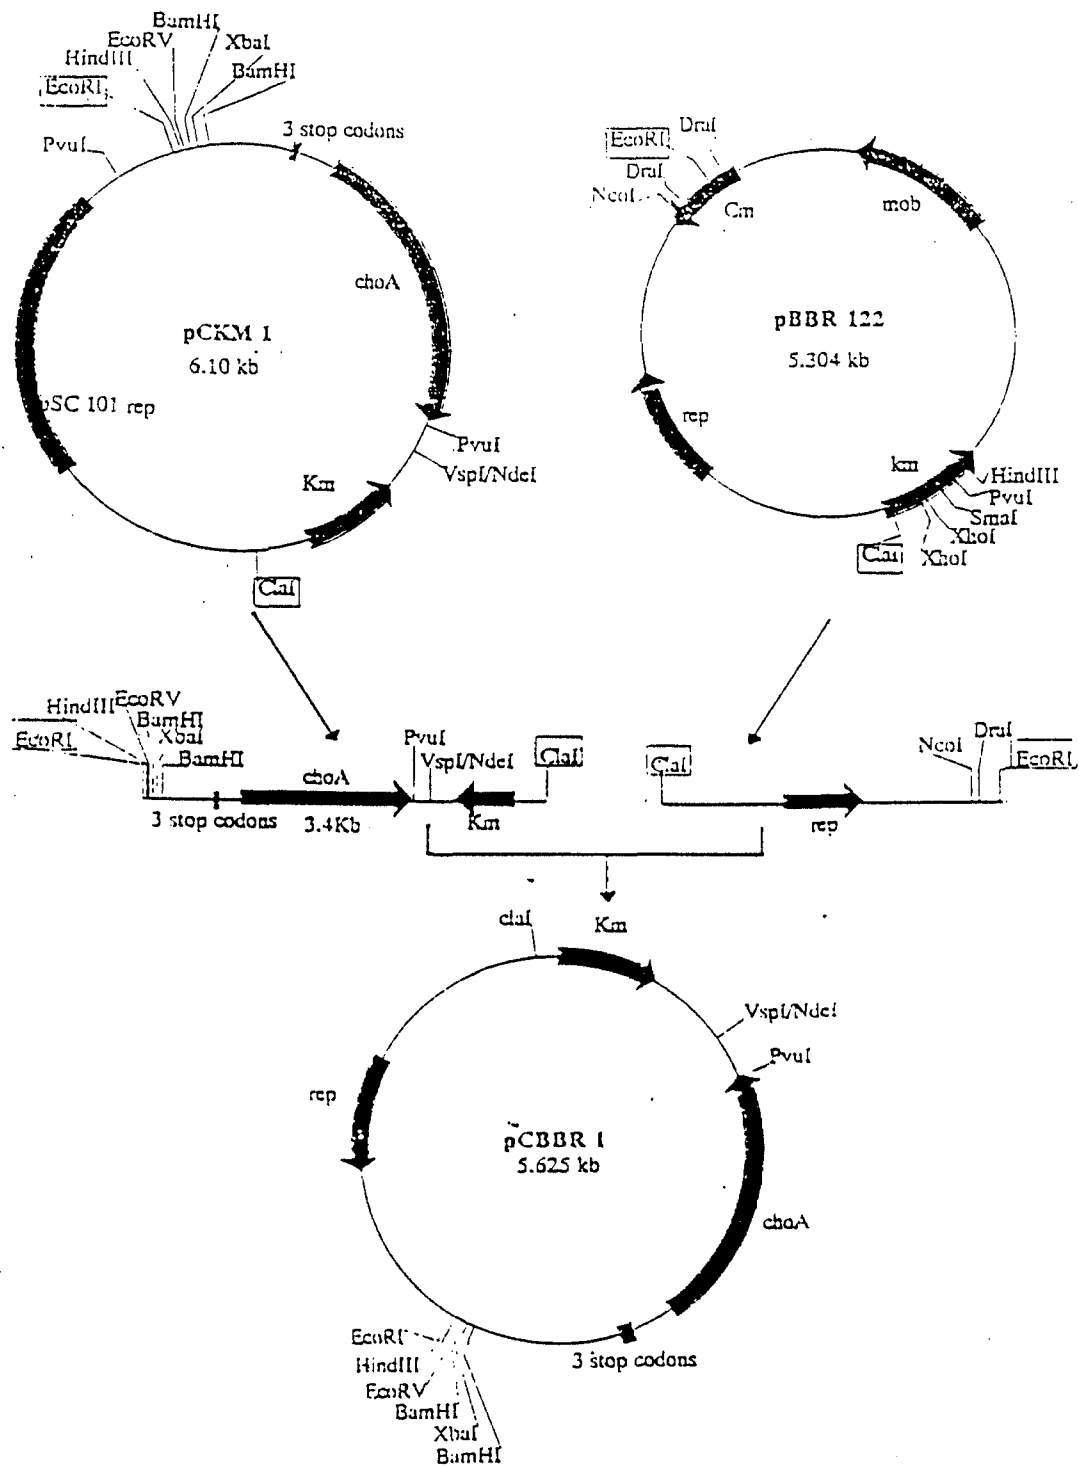 BamHI
EcoRV
XbaI
HindIII
BamHI
EcoRI
3 stop codons
PvuI
choA
pCKM 1
6.10 kb
pSC 101 rep
Km
PvuI
VspI/NdeI
ClaI
DraI
EcoRI
DraI
NcoI
Cm
mob
pBBR 122
5.304 kb
rep
km
HindIII
PvuI
SmaI
XhoI
XhoI
ClaI
EcoRV
HindIII
BamHI
XbaI
EcoRI
BamHI
choA
PvuI
VspI/NdeI
ClaI
3 stop codons
3.4Kb
Km
ClaI
NcoI
DraI
EcoRI
rep
claI
Km
VspI/NdeI
PvuI
rep
pCBBR 1
5.625 kb
choA
EcoRI
HindIII
EcoRV
BamHI
XbaI
BamHI
3 stop codons